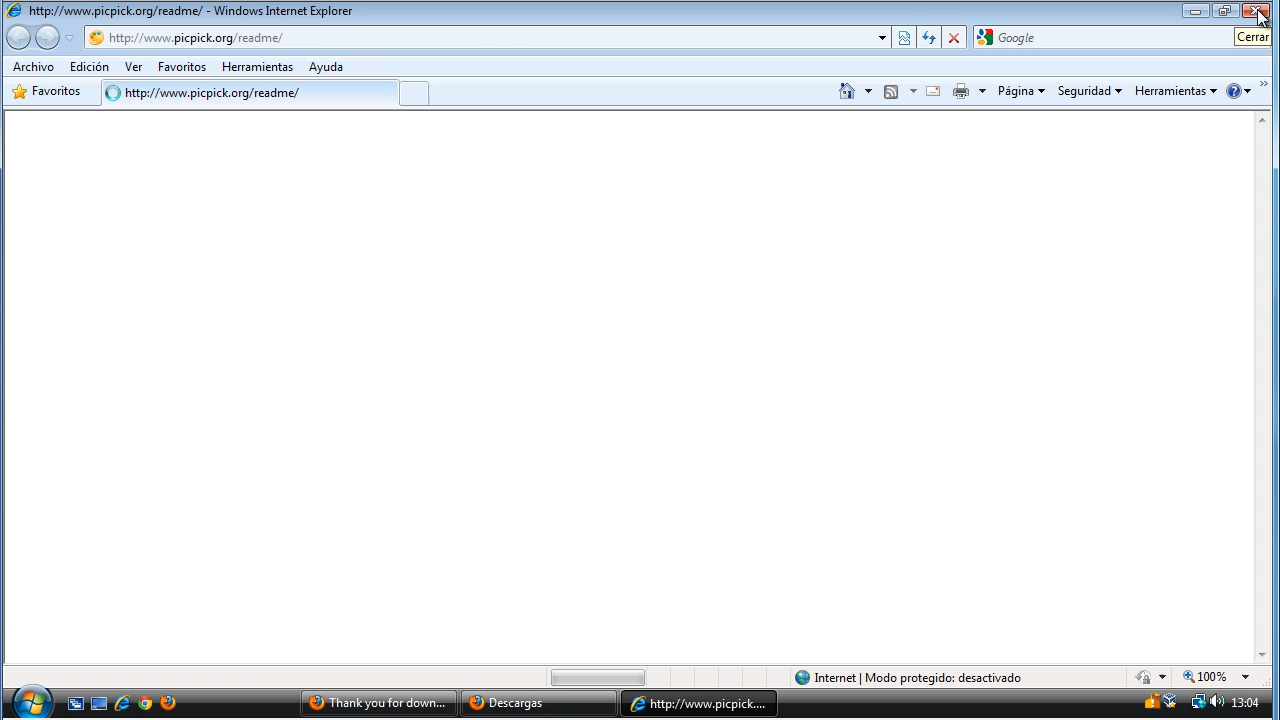 http://www.picpick.org/readme/ - Windows Internet Explorer
http://www.picpick.org/readme/
Google
Cerrar
Archivo Edición Ver Favoritos Herramientas Ayuda
Favoritos
http://www.picpick.org/readme/
Página Seguridad Herramientas
Internet | Modo protegido: desactivado
100%
Thank you for down...
Descargas
http://www.picpick....
13:04